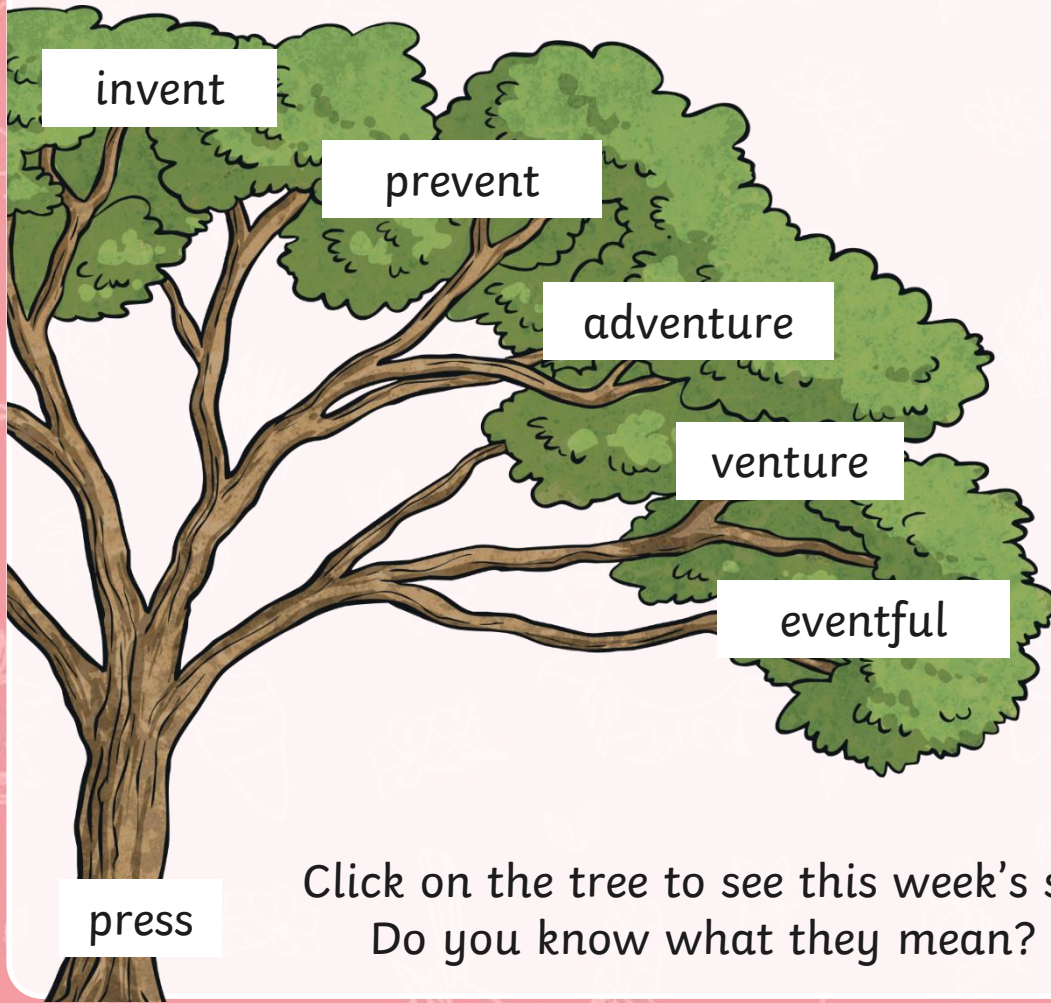 invent
prevent
adventure
venture
eventful
press
Click on the tree to see this week's
Do you know what they mean?